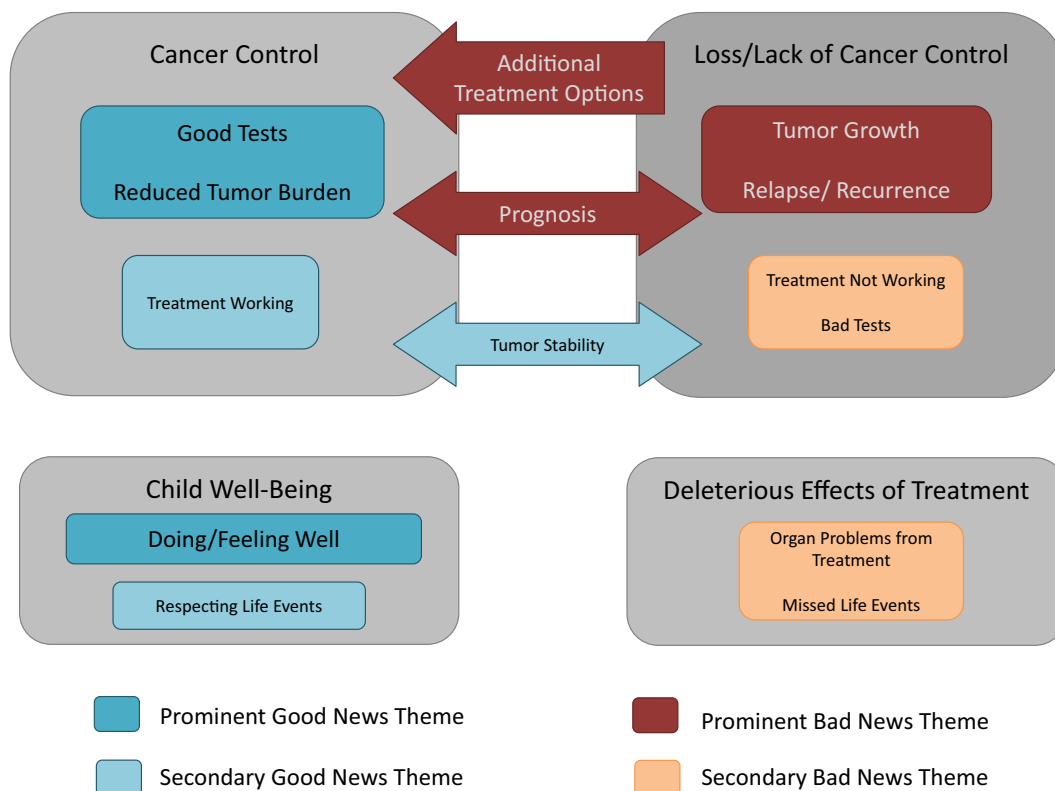 Cancer Control
Additional
Treatment Options
Loss/Lack of Cancer Control
Good Tests
Reduced Tumor Burden
Tumor Growth
Relapse/ Recurrence
Prognosis
Treatment Working
Treatment Not Working
Bad Tests
Tumor Stability
Child Well-Being
Doing/Feeling Well
Respecting Life Events
Deleterious Effects of Treatment
Organ Problems from
Treatment
Missed Life Events
Prominent Good News Theme
Prominent Bad News Theme
Secondary Good News Theme
Secondary Bad News Theme